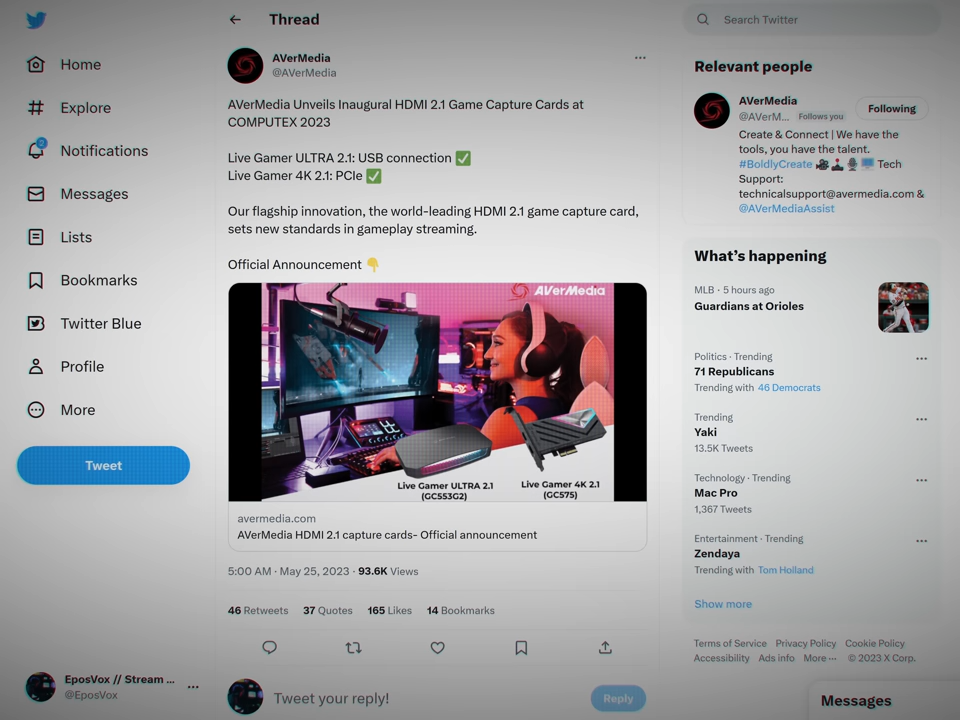 Home
Explore
2
Notifications
Messages
Lists
Bookmarks
Twitter Blue
Profile
More
Tweet
EposVox // Stream ...
@EposVox
Thread
AVerMedia
@AVerMedia
AVerMedia Unveils Inaugural HDMI 2.1 Game Capture Cards at
COMPUTEX 2023
Live Gamer ULTRA 2.1: USB connection ✅
Live Gamer 4K 2.1: PCIe ✅
Our flagship innovation, the world-leading HDMI 2.1 game capture card,
sets new standards in gameplay streaming.
Official Announcement 👇
AVerMedia
Live Gamer ULTRA 2.1
(GC553G2)
Live Gamer 4K 2.1
(GC575)
avermedia.com
AVerMedia HDMI 2.1 capture cards- Official announcement
5:00 AM · May 25, 2023 · 93.6K Views
46 Retweets 37 Quotes 165 Likes 14 Bookmarks
Tweet your reply!
Reply
Search Twitter
Relevant people
AVerMedia
@AVerM... Follows you
Following
Create & Connect | We have the
tools, you have the talent.
#BoldlyCreate 🎥🕹️🎙️🖥️ Tech
Support:
technicalsupport@avermedia.com &
@AVerMediaAssist
What's happening
MLB · 5 hours ago
Guardians at Orioles
Politics · Trending
71 Republicans
Trending with 46 Democrats
Trending
Yaki
13.5K Tweets
Technology · Trending
Mac Pro
1,367 Tweets
Entertainment · Trending
Zendaya
Trending with Tom Holland
Show more
Terms of Service Privacy Policy Cookie Policy
Accessibility Ads info More ··· © 2023 X Corp.
Messages